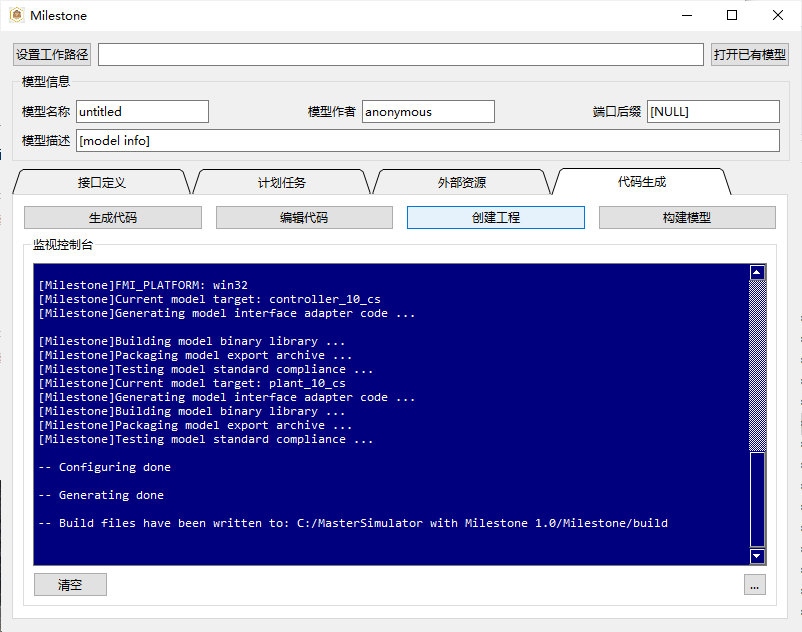 Milestone
设置工作路径
打开已有模型
模型信息
模型名称 untitled 模型作者 anonymous 端口后缀 [NULL]
模型描述 [model info]
接口定义 计划任务 外部资源 代码生成
生成代码 编辑代码 创建工程 构建模型
监视控制台
[Milestone]FMI_PLATFORM: win32
[Milestone]Current model target: controller_10_cs
[Milestone]Generating model interface adapter code ...
[Milestone]Building model binary library ...
[Milestone]Packaging model export archive ...
[Milestone]Testing model standard compliance ...
[Milestone]Current model target: plant_10_cs
[Milestone]Generating model interface adapter code ...
[Milestone]Building model binary library ...
[Milestone]Packaging model export archive ...
[Milestone]Testing model standard compliance ...
-- Configuring done
-- Generating done
-- Build files have been written to: C:/MasterSimulator with Milestone 1.0/Milestone/build
清空 ...